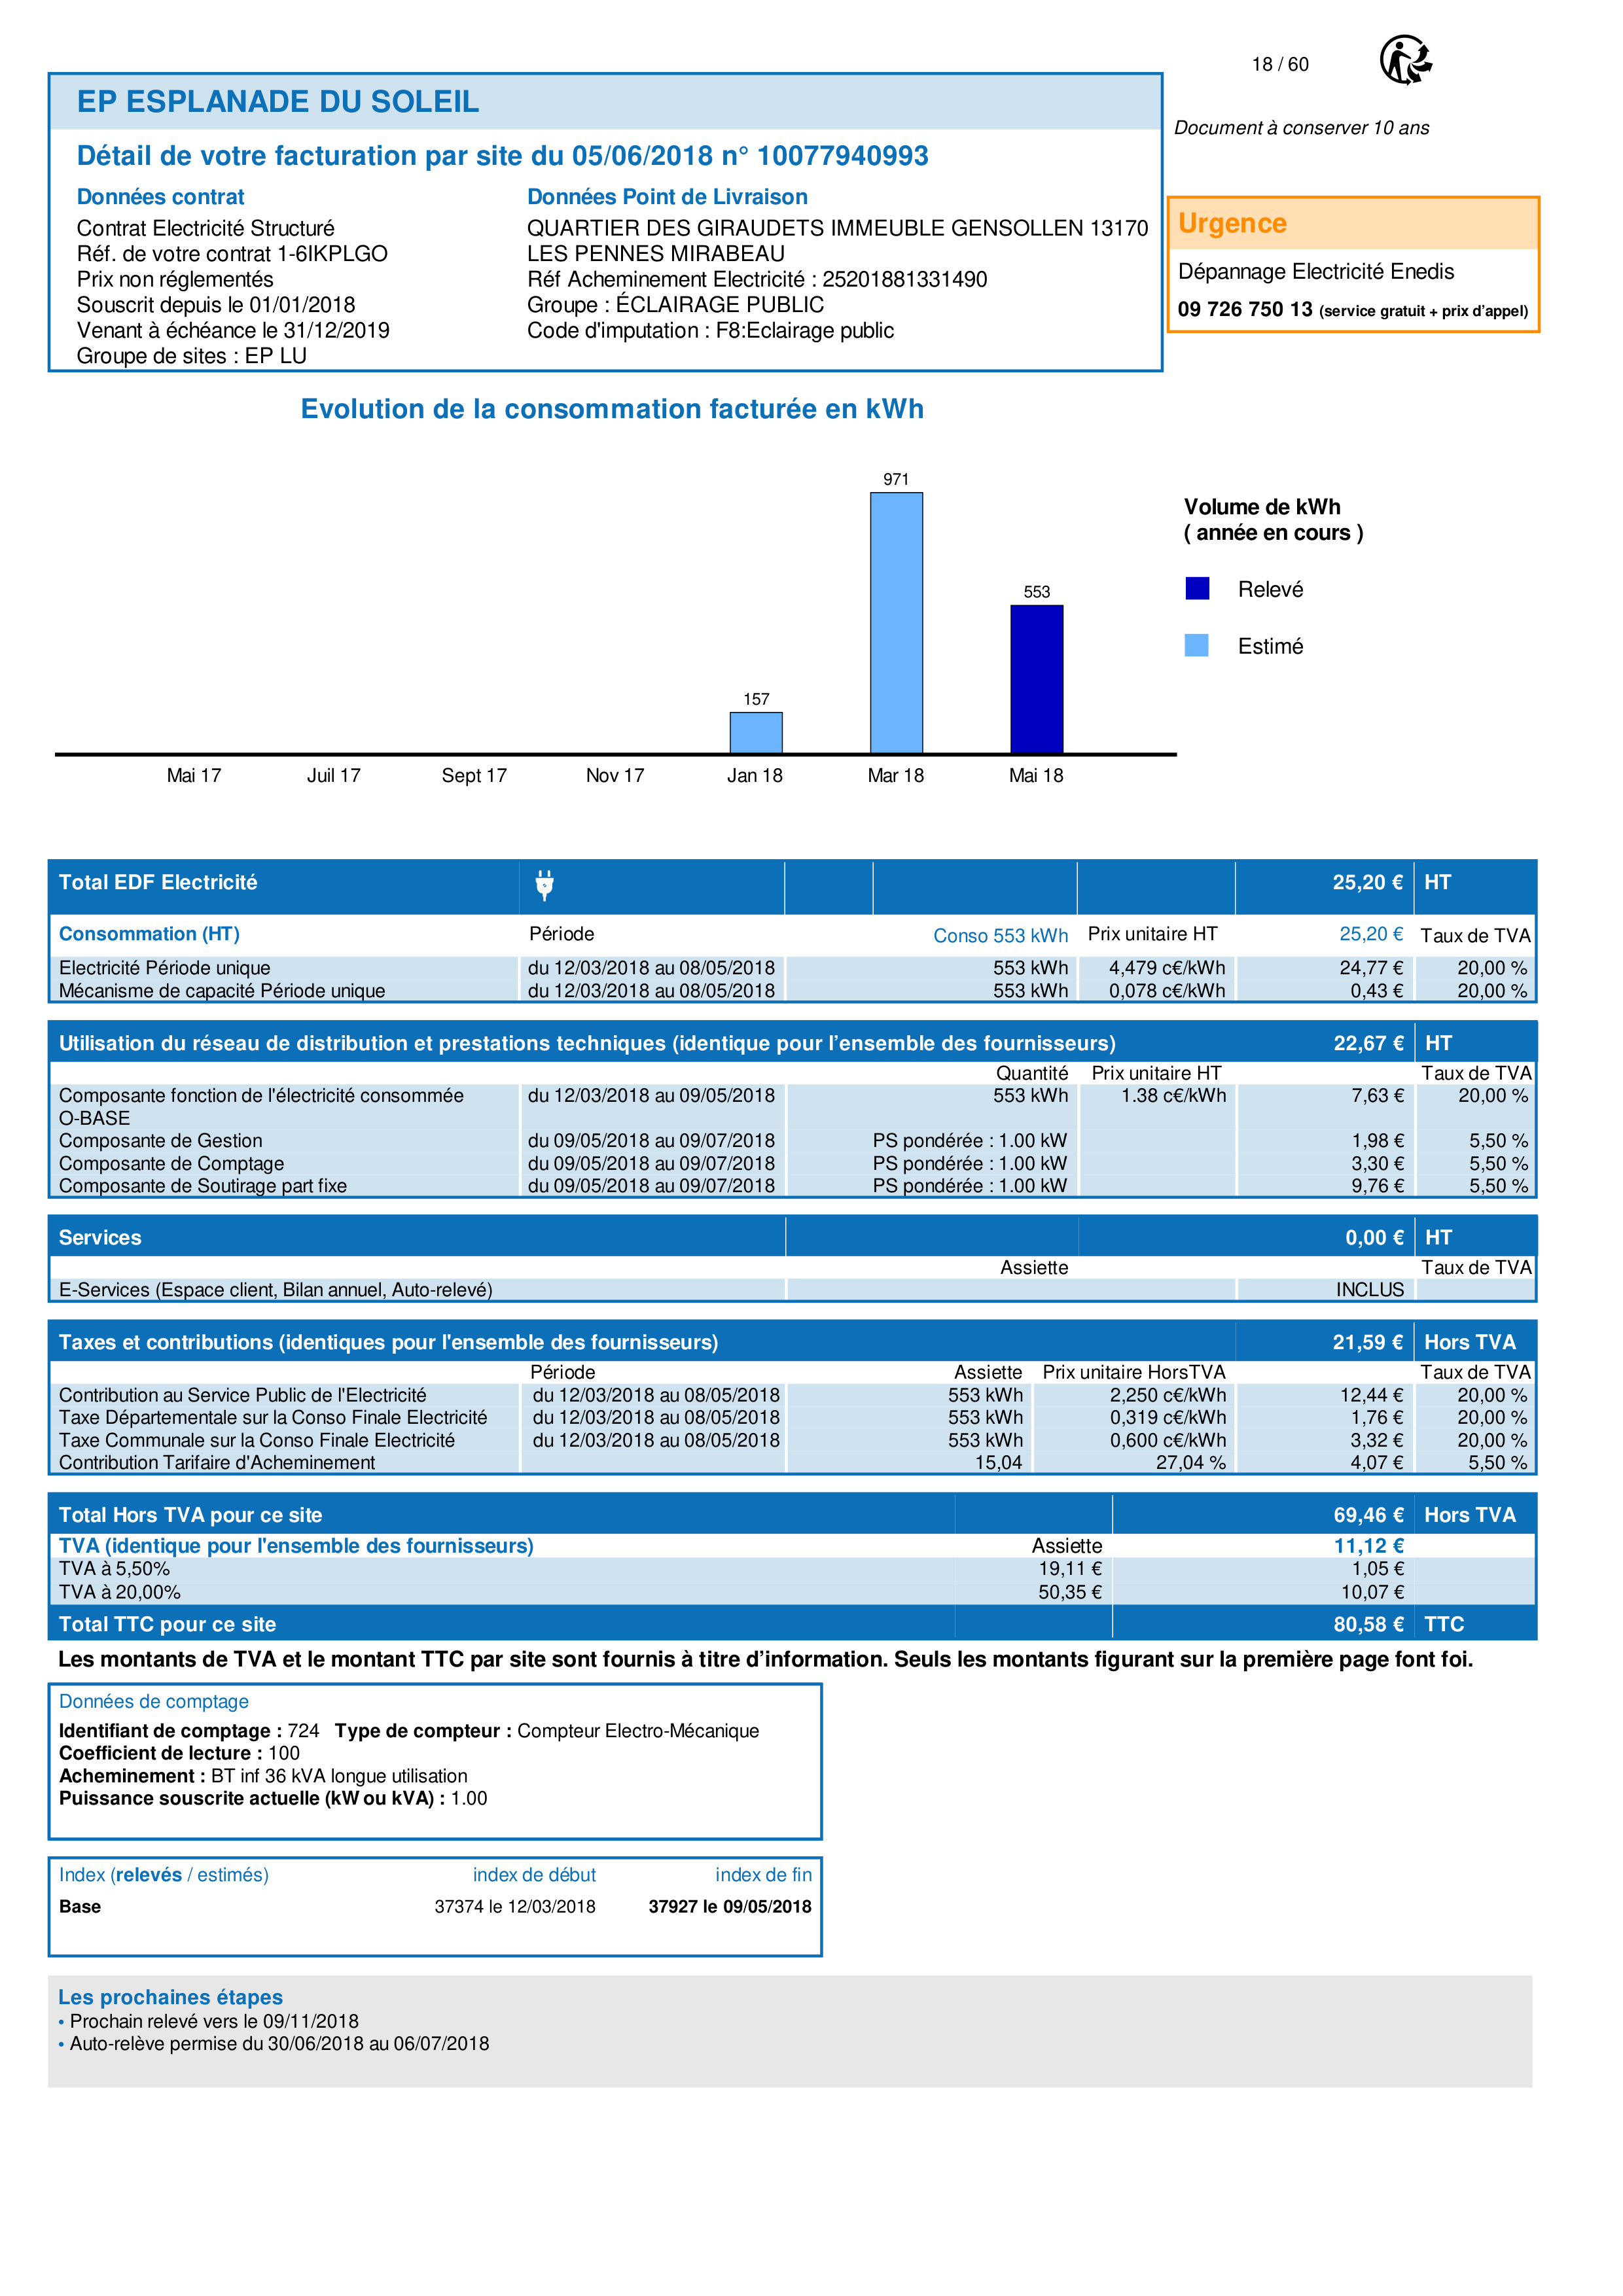 18 / 60
EP ESPLANADE DU SOLEIL
Document à conserver 10 ans
Détail de votre facturation par site du 05/06/2018 n° 10077940993
Données contrat
Contrat Electricité Structuré
Réf. de votre contrat 1-6IKPLGO
Prix non réglementés
Souscrit depuis le 01/01/2018
Venant à échéance le 31/12/2019
Groupe de sites : EP LU
Données Point de Livraison
QUARTIER DES GIRAUDETS IMMEUBLE GENSOLLEN 13170
LES PENNES MIRABEAU
Réf Acheminement Electricité : 25201881331490
Groupe : ÉCLAIRAGE PUBLIC
Code d'imputation : F8:Eclairage public
Urgence
Dépannage Electricité Enedis
09 726 750 13 (service gratuit + prix d'appel)
Evolution de la consommation facturée en kWh
971
553
157
Mai 17 Juil 17 Sept 17 Nov 17 Jan 18 Mar 18 Mai 18
Volume de kWh
( année en cours )
Relevé
Estimé
Total EDF Electricité 25,20 € HT
Consommation (HT) Période Conso 553 kWh Prix unitaire HT 25,20 € Taux de TVA
Electricité Période unique du 12/03/2018 au 08/05/2018 553 kWh 4,479 c€/kWh 24,77 € 20,00 %
Mécanisme de capacité Période unique du 12/03/2018 au 08/05/2018 553 kWh 0,078 c€/kWh 0,43 € 20,00 %
Utilisation du réseau de distribution et prestations techniques (identique pour l'ensemble des fournisseurs) 22,67 € HT
Quantité Prix unitaire HT Taux de TVA
Composante fonction de l'électricité consommée du 12/03/2018 au 09/05/2018 553 kWh 1.38 c€/kWh 7,63 € 20,00 %
O-BASE
Composante de Gestion du 09/05/2018 au 09/07/2018 PS pondérée : 1.00 kW 1,98 € 5,50 %
Composante de Comptage du 09/05/2018 au 09/07/2018 PS pondérée : 1.00 kW 3,30 € 5,50 %
Composante de Soutirage part fixe du 09/05/2018 au 09/07/2018 PS pondérée : 1.00 kW 9,76 € 5,50 %
Services 0,00 € HT
Assiette Taux de TVA
E-Services (Espace client, Bilan annuel, Auto-relevé) INCLUS
Taxes et contributions (identiques pour l'ensemble des fournisseurs) 21,59 € Hors TVA
Période Assiette Prix unitaire HorsTVA Taux de TVA
Contribution au Service Public de l'Electricité du 12/03/2018 au 08/05/2018 553 kWh 2,250 c€/kWh 12,44 € 20,00 %
Taxe Départementale sur la Conso Finale Electricité du 12/03/2018 au 08/05/2018 553 kWh 0,319 c€/kWh 1,76 € 20,00 %
Taxe Communale sur la Conso Finale Electricité du 12/03/2018 au 08/05/2018 553 kWh 0,600 c€/kWh 3,32 € 20,00 %
Contribution Tarifaire d'Acheminement 15,04 27,04 % 4,07 € 5,50 %
Total Hors TVA pour ce site 69,46 € Hors TVA
TVA (identique pour l'ensemble des fournisseurs) Assiette 11,12 €
TVA à 5,50% 19,11 € 1,05 €
TVA à 20,00% 50,35 € 10,07 €
Total TTC pour ce site 80,58 € TTC
Les montants de TVA et le montant TTC par site sont fournis à titre d'information. Seuls les montants figurant sur la première page font foi.
Données de comptage
Identifiant de comptage : 724 Type de compteur : Compteur Electro-Mécanique
Coefficient de lecture : 100
Acheminement : BT inf 36 kVA longue utilisation
Puissance souscrite actuelle (kW ou kVA) : 1.00
Index (relevés / estimés) index de début index de fin
Base 37374 le 12/03/2018 37927 le 09/05/2018
Les prochaines étapes
• Prochain relevé vers le 09/11/2018
• Auto-relève permise du 30/06/2018 au 06/07/2018